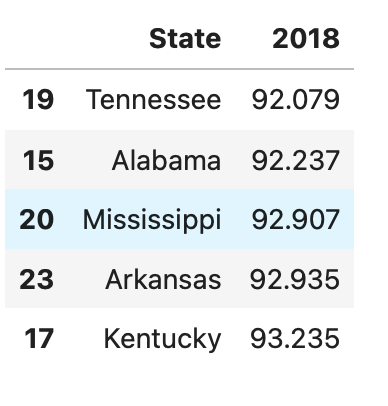 State 2018
19 Tennessee 92.079
15 Alabama 92.237
20 Mississippi 92.907
23 Arkansas 92.935
17 Kentucky 93.235